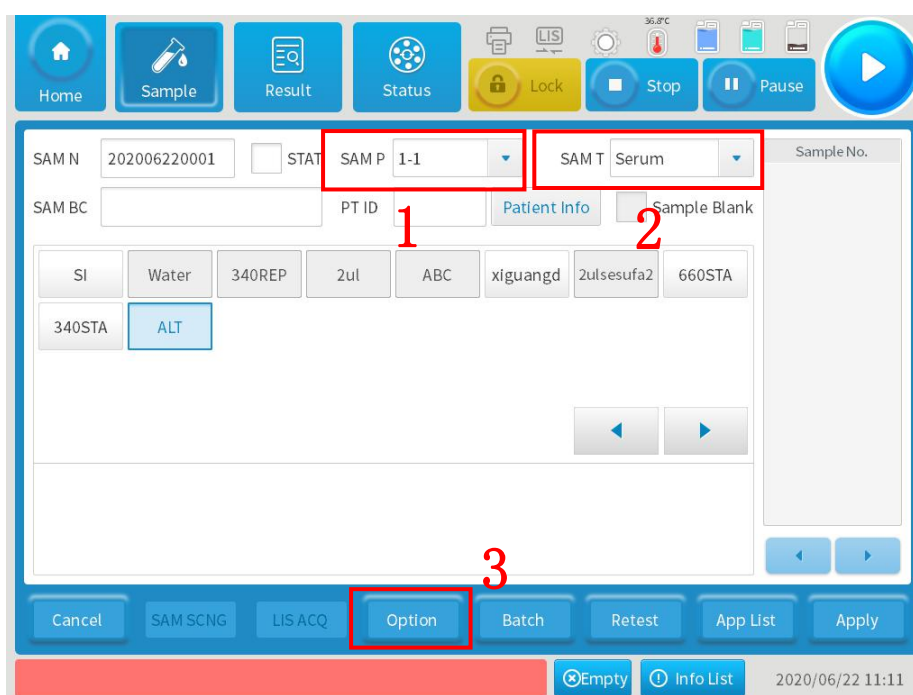 36.8°C
LIS
Home
Sample
Result
Status
Lock
Stop
Pause
SAM N 202006220001 STAT SAM P 1-1 SAM T Serum Sample No.
SAM BC PT ID Patient Info Sample Blank
1
2
SI Water 340REP 2ul ABC xiguangd 2ulsesufa2 660STA
340STA ALT
3
Cancel SAM SCNG LIS ACQ Option Batch Retest App List Apply
Empty Info List 2020/06/22 11:11